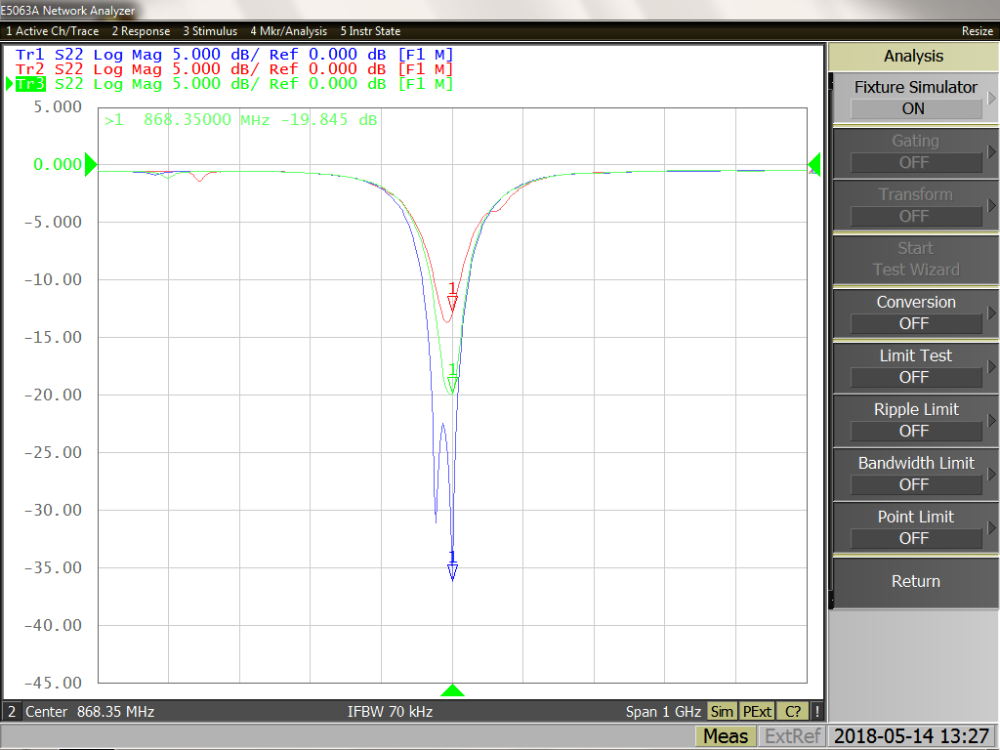 E5063A Network Analyzer
1 Active Ch/Trace 2 Response 3 Stimulus 4 Mkr/Analysis 5 Instr State
Resize
Tr1 S22 Log Mag 5.000 dB/ Ref 0.000 dB [F1 M]
Tr2 S22 Log Mag 5.000 dB/ Ref 0.000 dB [F1 M]
Tr3 S22 Log Mag 5.000 dB/ Ref 0.000 dB [F1 M]
>1 868.35000 MHz -19.845 dB
5.000
0.000
-5.000
-10.00
-15.00
-20.00
-25.00
-30.00
-35.00
-40.00
-45.00
1
1
1
2 Center 868.35 MHz
IFBW 70 kHz
Span 1 GHz Sim PExt C? !
Analysis
Fixture Simulator
ON
Gating
OFF
Transform
OFF
Start
Test Wizard
Conversion
OFF
Limit Test
OFF
Ripple Limit
OFF
Bandwidth Limit
OFF
Point Limit
OFF
Return
Meas ExtRef 2018-05-14 13:27